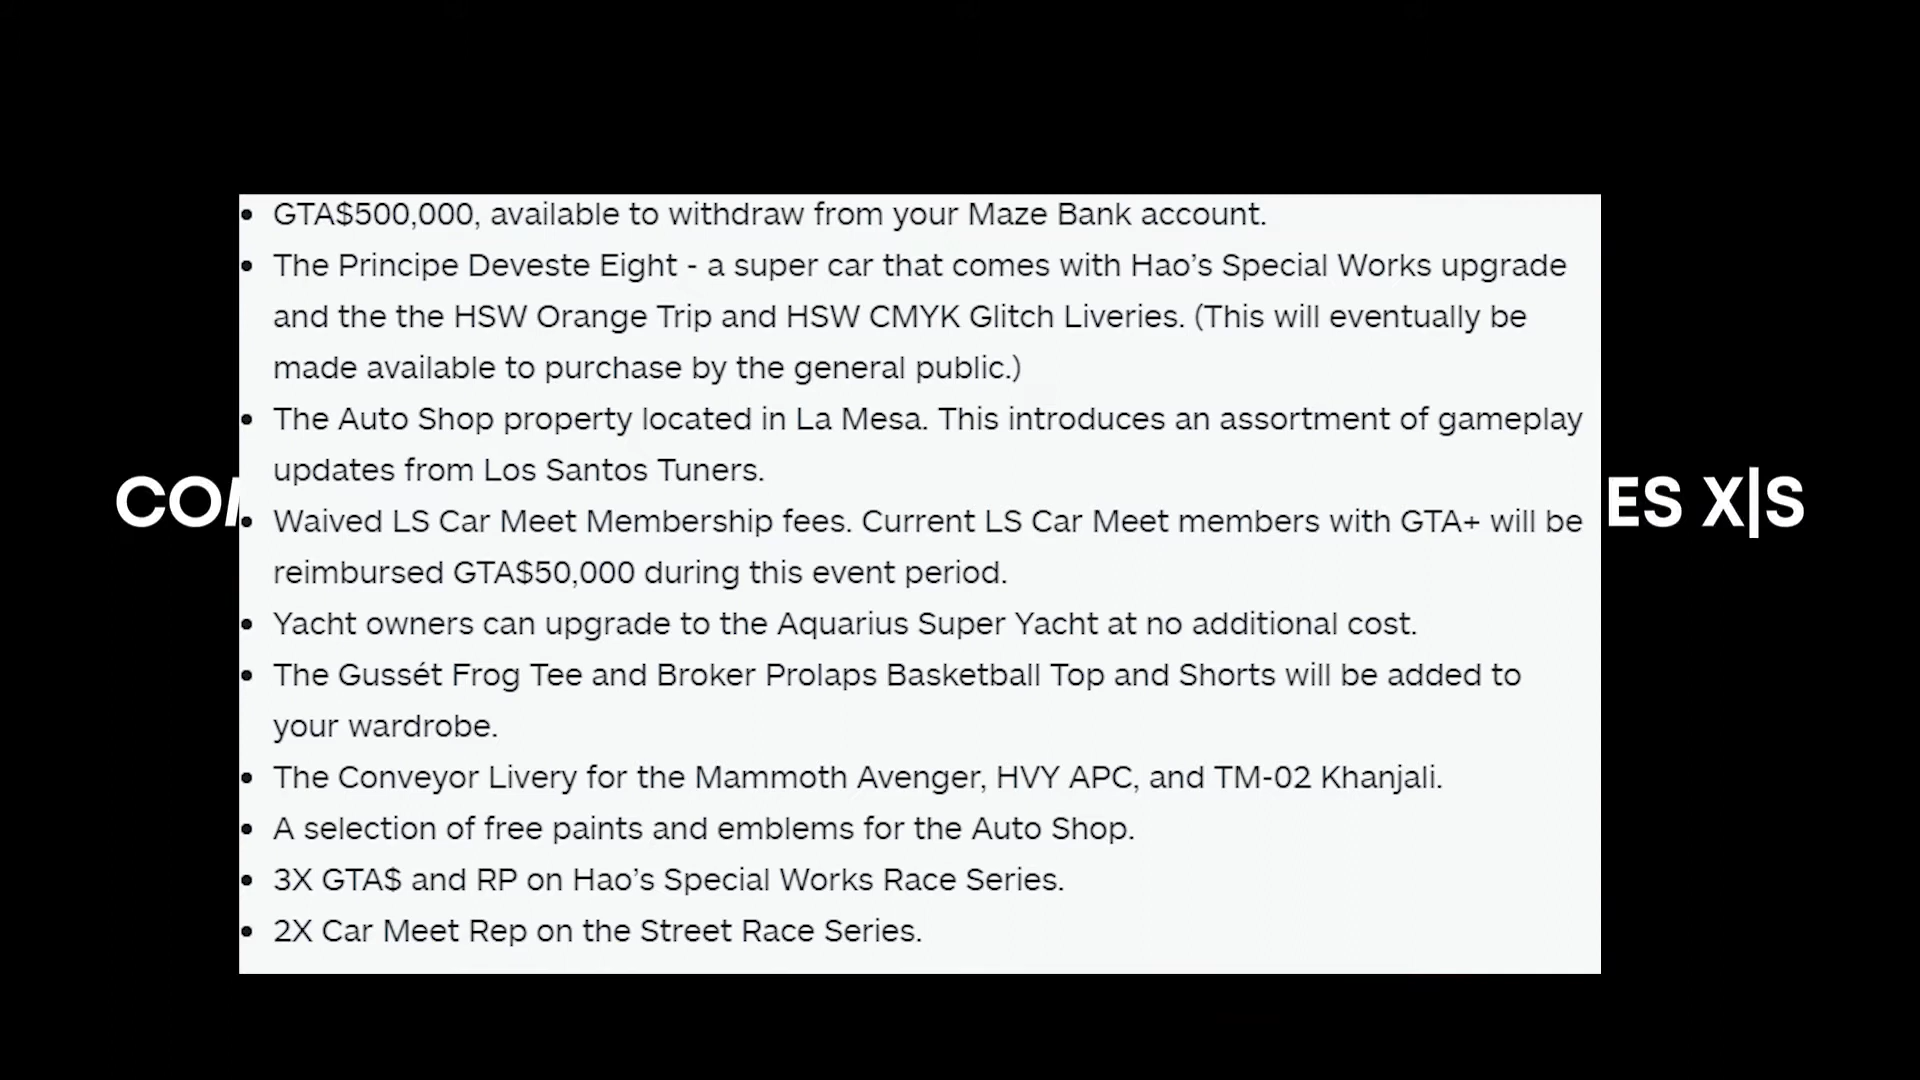 • GTA$500,000, available to withdraw from your Maze Bank account.
• The Principe Deveste Eight - a super car that comes with Hao’s Special Works upgrade
and the the HSW Orange Trip and HSW CMYK Glitch Liveries. (This will eventually be
made available to purchase by the general public.)
• The Auto Shop property located in La Mesa. This introduces an assortment of gameplay
updates from Los Santos Tuners.
ES X|S
• Waived LS Car Meet Membership fees. Current LS Car Meet members with GTA+ will be
reimbursed GTA$50,000 during this event period.
• Yacht owners can upgrade to the Aquarius Super Yacht at no additional cost.
• The Gussét Frog Tee and Broker Prolaps Basketball Top and Shorts will be added to
your wardrobe.
• The Conveyor Livery for the Mammoth Avenger, HVY APC, and TM-02 Khanjali.
• A selection of free paints and emblems for the Auto Shop.
• 3X GTA$ and RP on Hao’s Special Works Race Series.
• 2X Car Meet Rep on the Street Race Series.